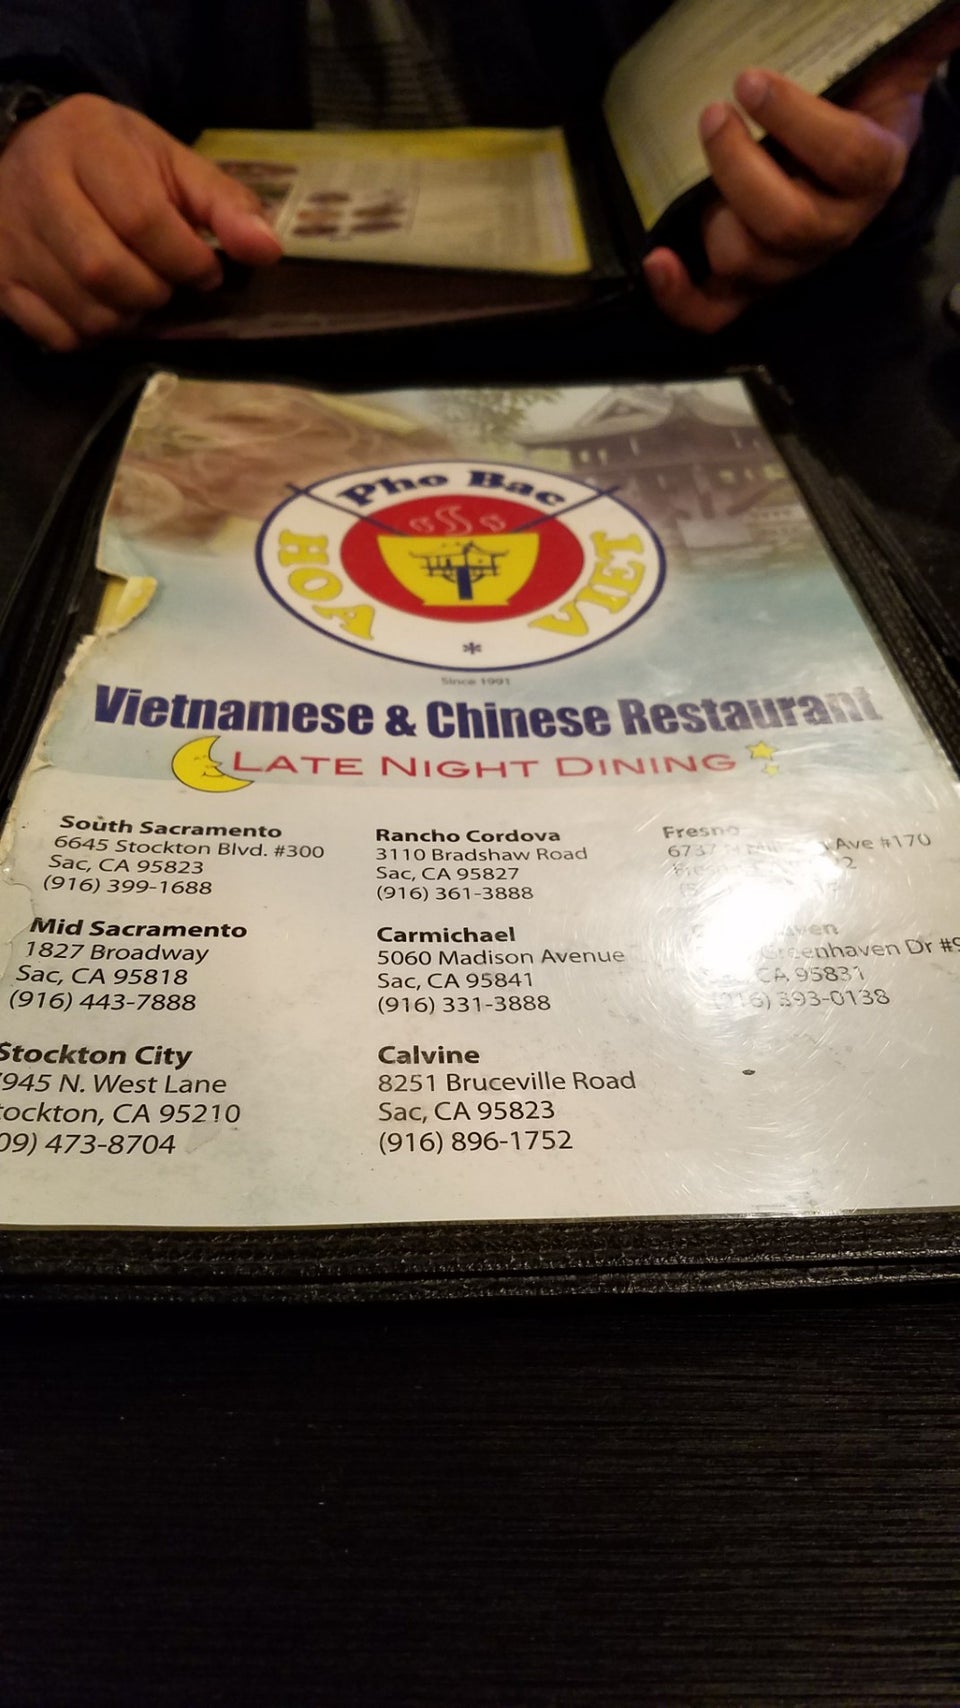 Pho Bac
HOA VIET
*
Since 1991
Vietnamese & Chinese Restaurant
LATE NIGHT DINING
South Sacramento
6645 Stockton Blvd. #300
Sac, CA 95823
(916) 399-1688
Mid Sacramento
1827 Broadway
Sac, CA 95818
(916) 443-7888
Stockton City
7945 N. West Lane
tockton, CA 95210
09) 473-8704
Rancho Cordova
3110 Bradshaw Road
Sac, CA 95827
(916) 361-3888
Carmichael
5060 Madison Avenue
Sac, CA 95841
(916) 331-3888
Calvine
8251 Bruceville Road
Sac, CA 95823
(916) 896-1752
Fresno
Ave #170
Greenhaven Dr #9
CA 95831
(916) 393-0138